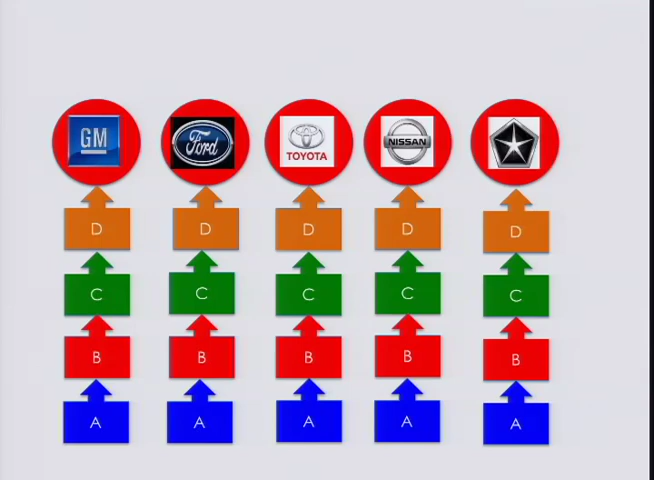 GM
Ford
TOYOTA
NISSAN
D D D D D
C C C C C
B B B B B
A A A A A